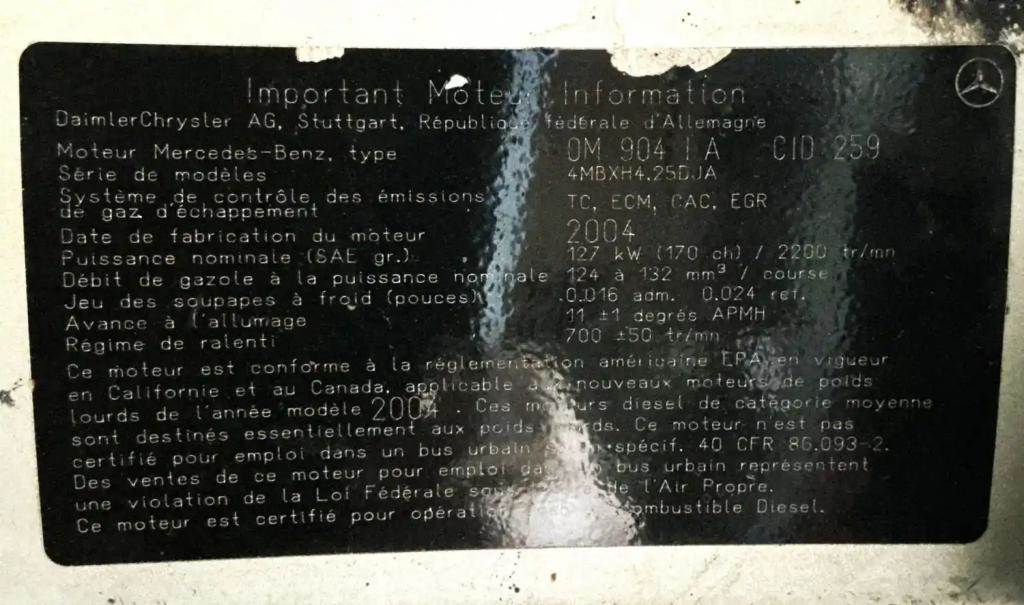 Important Moteur Information
DaimlerChrysler AG, Stuttgart, République fédérale d'Allemagne
Moteur Mercedes-Benz, type OM 904 LA CID 259
Série de modèles 4MBXH4.25DJA
Système de contrôle des émissions
de gaz d'échappement TC, ECM, CAC, EGR
Date de fabrication du moteur 2004
Puissance nominale (SAE gr.) 127 kW (170 ch) / 2200 tr/mn
Débit de gazole à la puissance nominale 124 à 132 mm³ / course
Jeu des soupapes à froid (pouces) 0.016 adm. 0.024 ref.
Avance à l'allumage 11 ±1 degrés APMH
Régime de ralenti 700 ±50 tr/mn
Ce moteur est conforme à la réglementation américaine EPA en vigueur
en Californie et au Canada, applicable aux nouveaux moteurs de poids
lourds de l'année modèle 2004 . Ces moteurs diesel de catégorie moyenne
sont destinés essentiellement aux poids lourds. Ce moteur n'est pas
certifié pour emploi dans un bus urbain spécif. 40 CFR 86.093-2.
Des ventes de ce moteur pour emploi dans bus urbain représentent
une violation de la Loi Fédérale de l'Air Propre.
Ce moteur est certifié pour opération combustible Diesel.